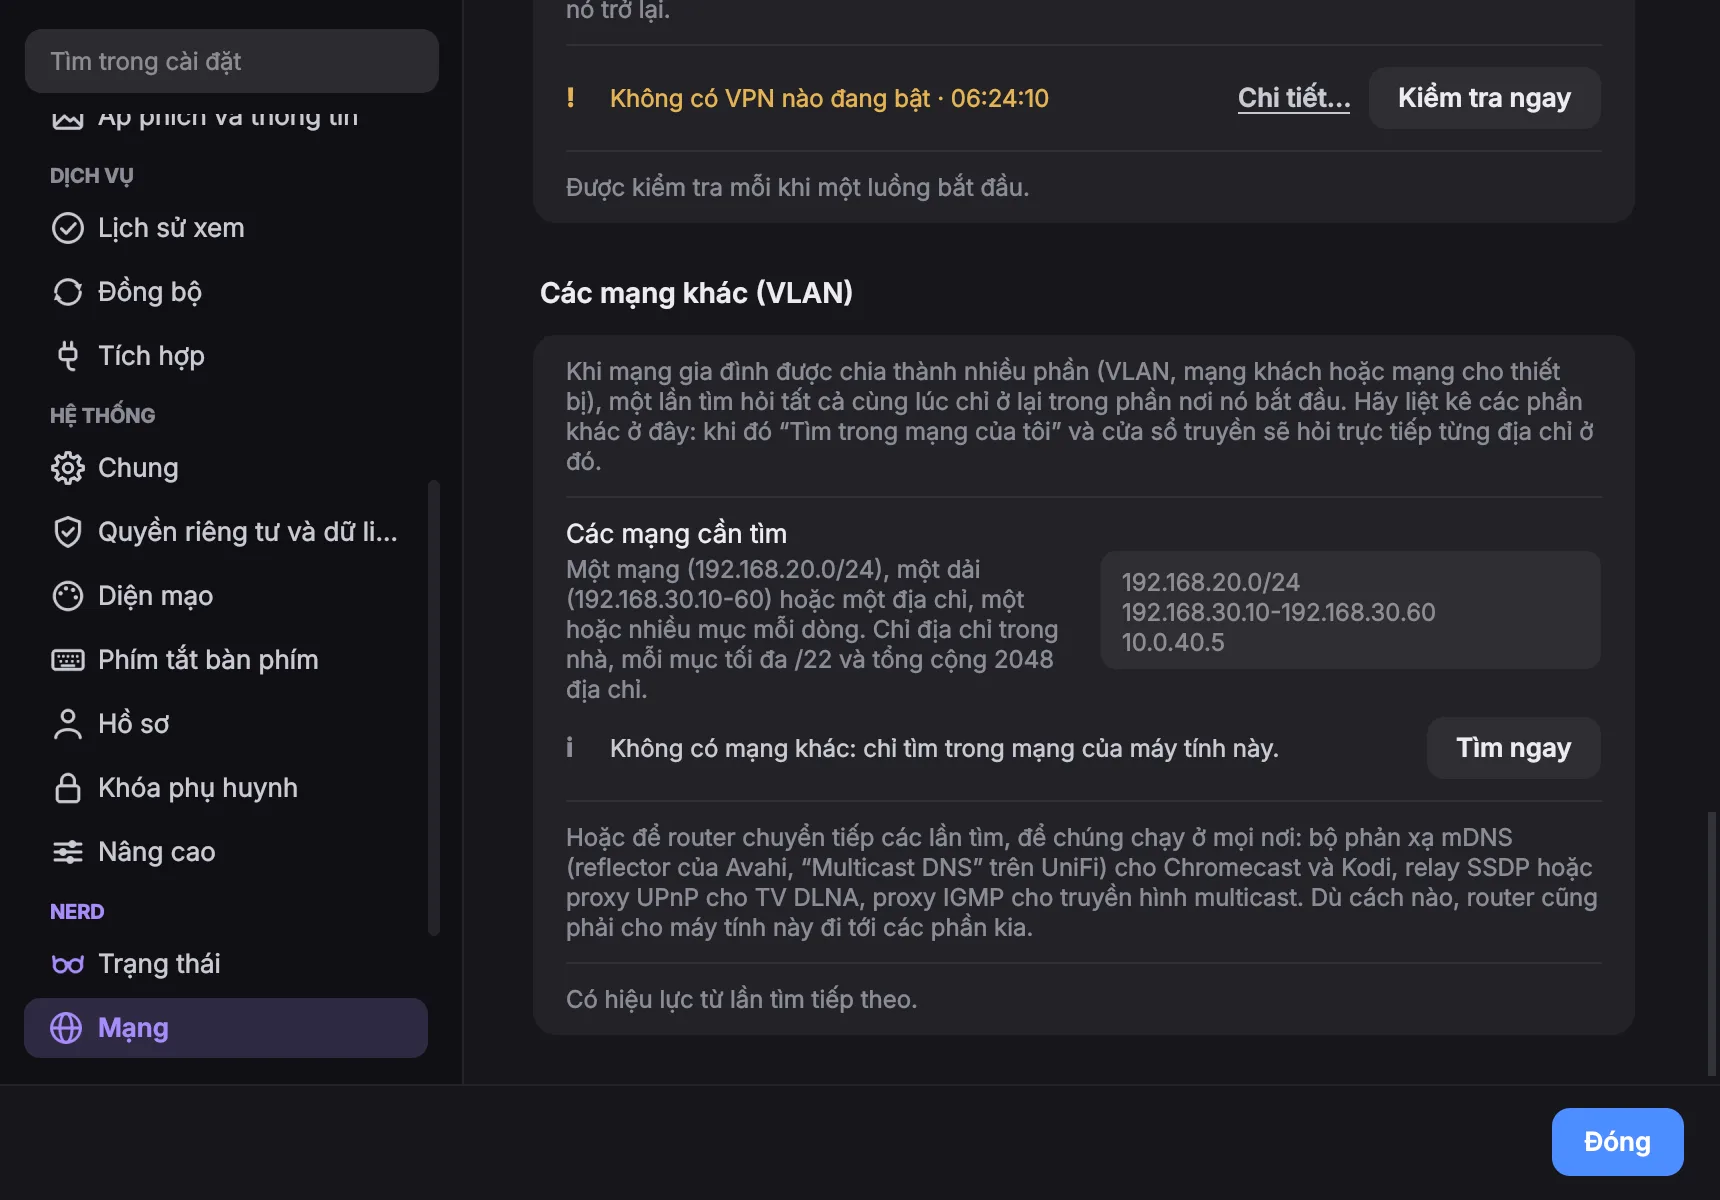 Tìm trong cài đặt
Áp phích và thông tin
DỊCH VỤ
Lịch sử xem
Đồng bộ
Tích hợp
HỆ THỐNG
Chung
Quyền riêng tư và dữ li...
Diện mạo
Phím tắt bàn phím
Hồ sơ
Khóa phụ huynh
Nâng cao
NERD
Trạng thái
Mạng
nó trở lại.
! Không có VPN nào đang bật · 06:24:10
Chi tiết...
Kiểm tra ngay
Được kiểm tra mỗi khi một luồng bắt đầu.
Các mạng khác (VLAN)
Khi mạng gia đình được chia thành nhiều phần (VLAN, mạng khách hoặc mạng cho thiết
bị), một lần tìm hỏi tất cả cùng lúc chỉ ở lại trong phần nơi nó bắt đầu. Hãy liệt kê các phần
khác ở đây: khi đó “Tìm trong mạng của tôi” và cửa sổ truyền sẽ hỏi trực tiếp từng địa chỉ ở
đó.
Các mạng cần tìm
Một mạng (192.168.20.0/24), một dải
(192.168.30.10-60) hoặc một địa chỉ, một
hoặc nhiều mục mỗi dòng. Chỉ địa chỉ trong
nhà, mỗi mục tối đa /22 và tổng cộng 2048
địa chỉ.
192.168.20.0/24
192.168.30.10-192.168.30.60
10.0.40.5
i Không có mạng khác: chỉ tìm trong mạng của máy tính này.
Tìm ngay
Hoặc để router chuyển tiếp các lần tìm, để chúng chạy ở mọi nơi: bộ phản xạ mDNS
(reflector của Avahi, “Multicast DNS” trên UniFi) cho Chromecast và Kodi, relay SSDP hoặc
proxy UPnP cho TV DLNA, proxy IGMP cho truyền hình multicast. Dù cách nào, router cũng
phải cho máy tính này đi tới các phần kia.
Có hiệu lực từ lần tìm tiếp theo.
Đóng